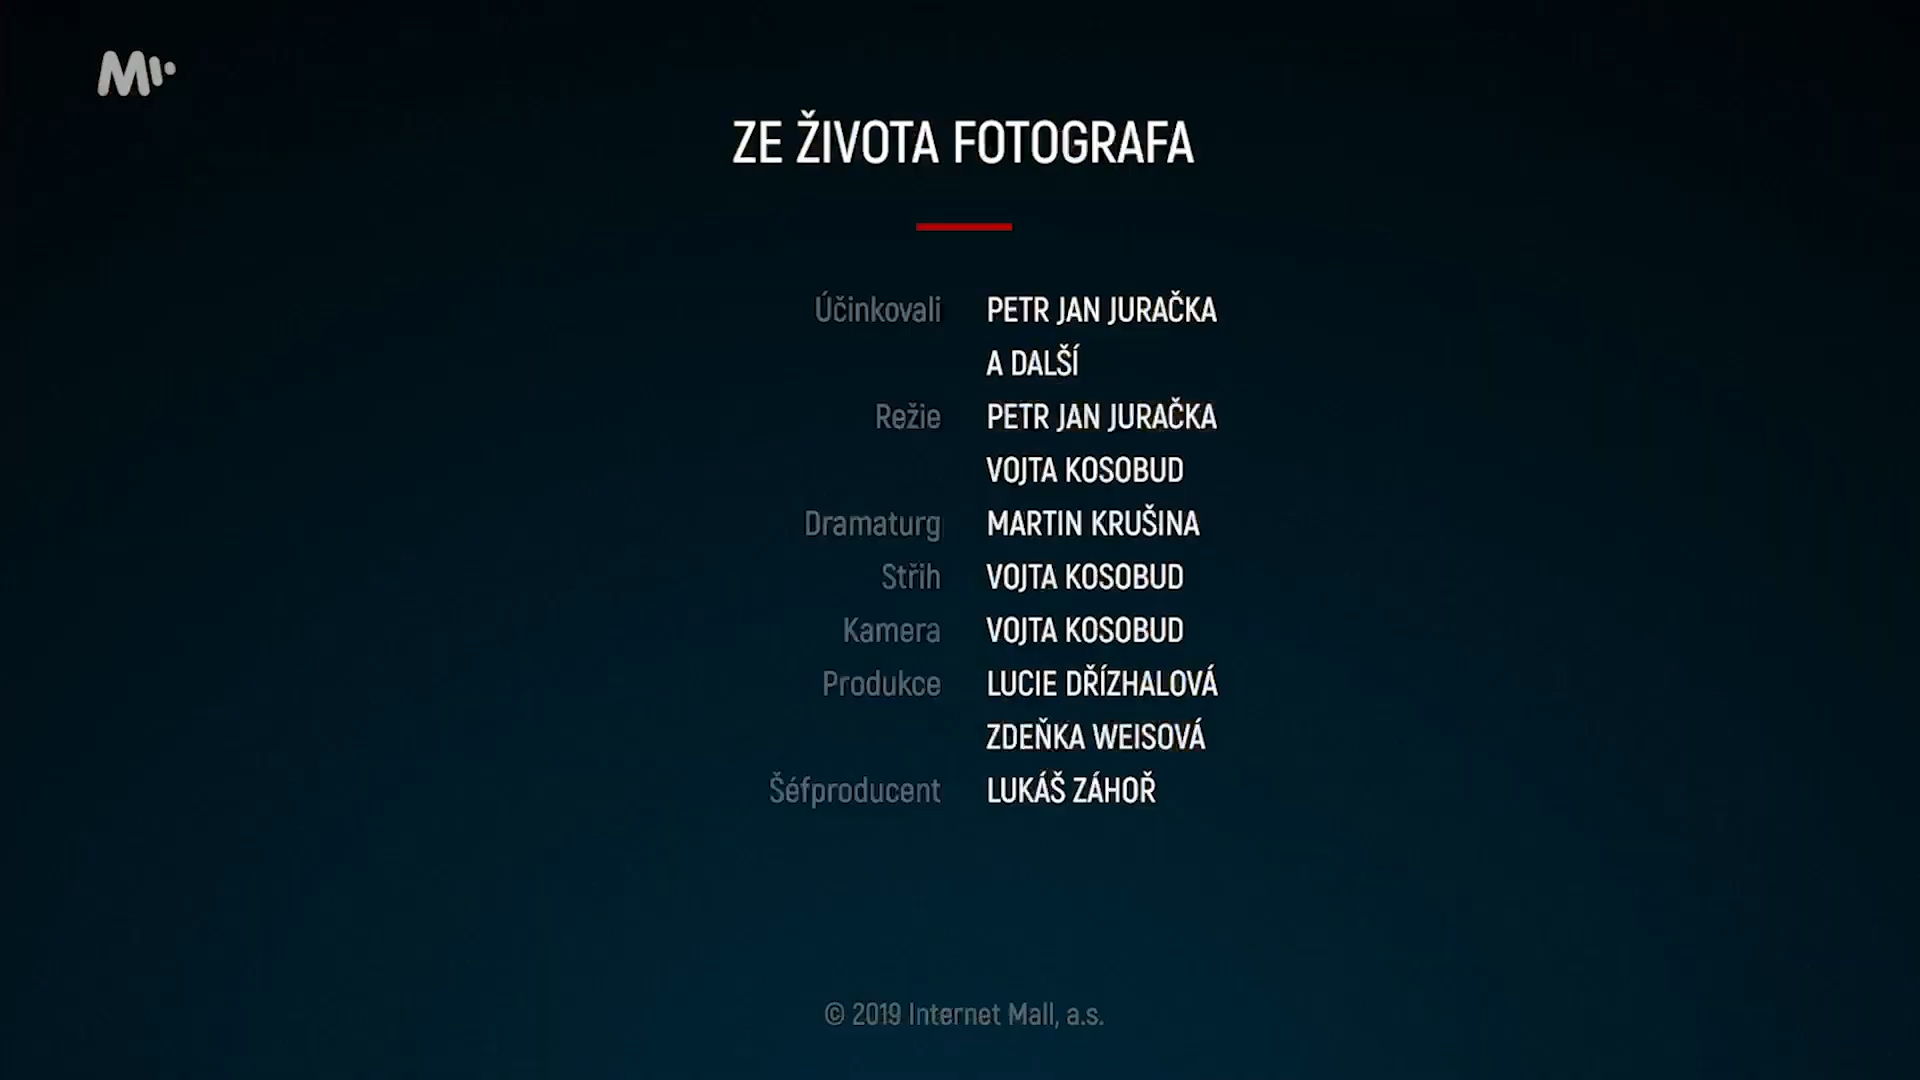 M
ZE ŽIVOTA FOTOGRAFA
Účinkovali PETR JAN JURAČKA
A DALŠÍ
Režie PETR JAN JURAČKA
VOJTA KOSOBUD
Dramaturg MARTIN KRUŠINA
Střih VOJTA KOSOBUD
Kamera VOJTA KOSOBUD
Produkce LUCIE DŘÍZHALOVÁ
ZDEŇKA WEISOVÁ
Šéfproducent LUKÁŠ ZÁHOŘ
© 2019 Internet Mall, a.s.